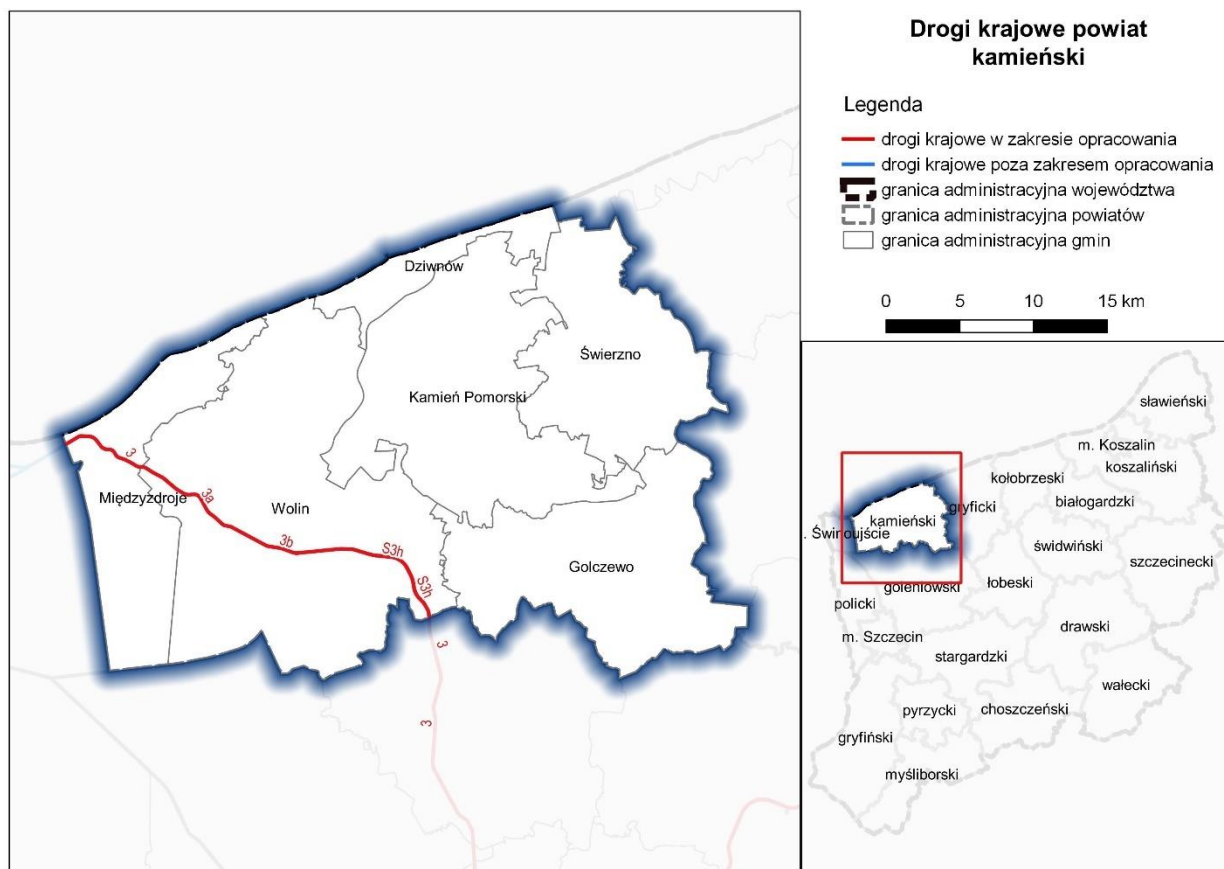 Drogi krajowe powiat
kamieński
Legenda
drogi krajowe w zakresie opracowania
drogi krajowe poza zakresem opracowania
granica administracyjna województwa
granica administracyjna powiatów
granica administracyjna gmin
0 5 10 15 km
Dziwnów
Świerzno
Kamień Pomorski
3
Międzyzdroje
3a
Wolin
3b
S3h
Golczewo
S3h
3
3
sławieński
m. Koszalin
koszaliński
kołobrzeski
białogardzki
gryficki
kamieński
. Świnoujście
świdwiński
szczecinecki
łobeski
goleniowski
policki
drawski
m. Szczecin
stargardzki
wałecki
pyrzycki
choszczeński
gryfiński
myśliborski